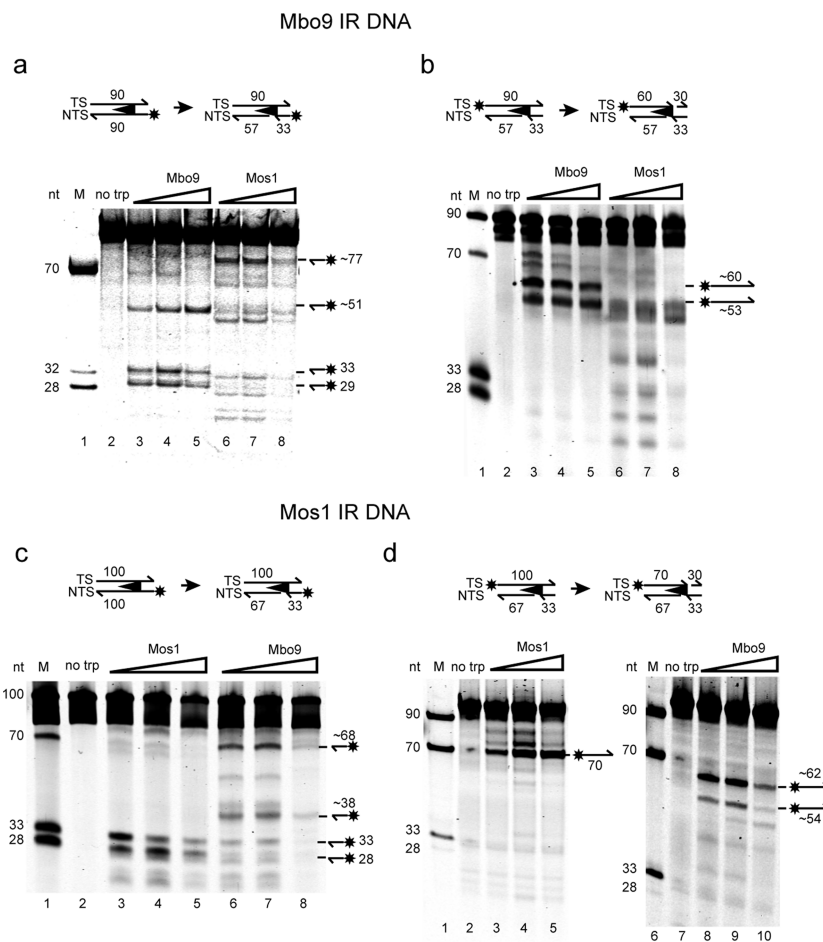 Mbo9 IR DNA
a
90
TS
NTS
90
90
TS
NTS
57 33
Mbo9 Mos1
nt M no trp
70
32
28
~77
~51
33
29
1 2 3 4 5 6 7 8
b
90
TS
NTS
57 33
60 30
TS
NTS
57 33
Mbo9 Mos1
nt M no trp
90
70
33
28
~60
~53
1 2 3 4 5 6 7 8
Mos1 IR DNA
c
100
TS
NTS
100
100
TS
NTS
67 33
Mos1 Mbo9
nt M no trp
100
70
33
28
~68
~38
33
28
1 2 3 4 5 6 7 8
d
100
TS
NTS
67 33
70 30
TS
NTS
67 33
Mos1
nt M no trp
90
70
33
28
70
1 2 3 4 5
Mbo9
nt M no trp
90
70
33
28
~62
~54
6 7 8 9 10